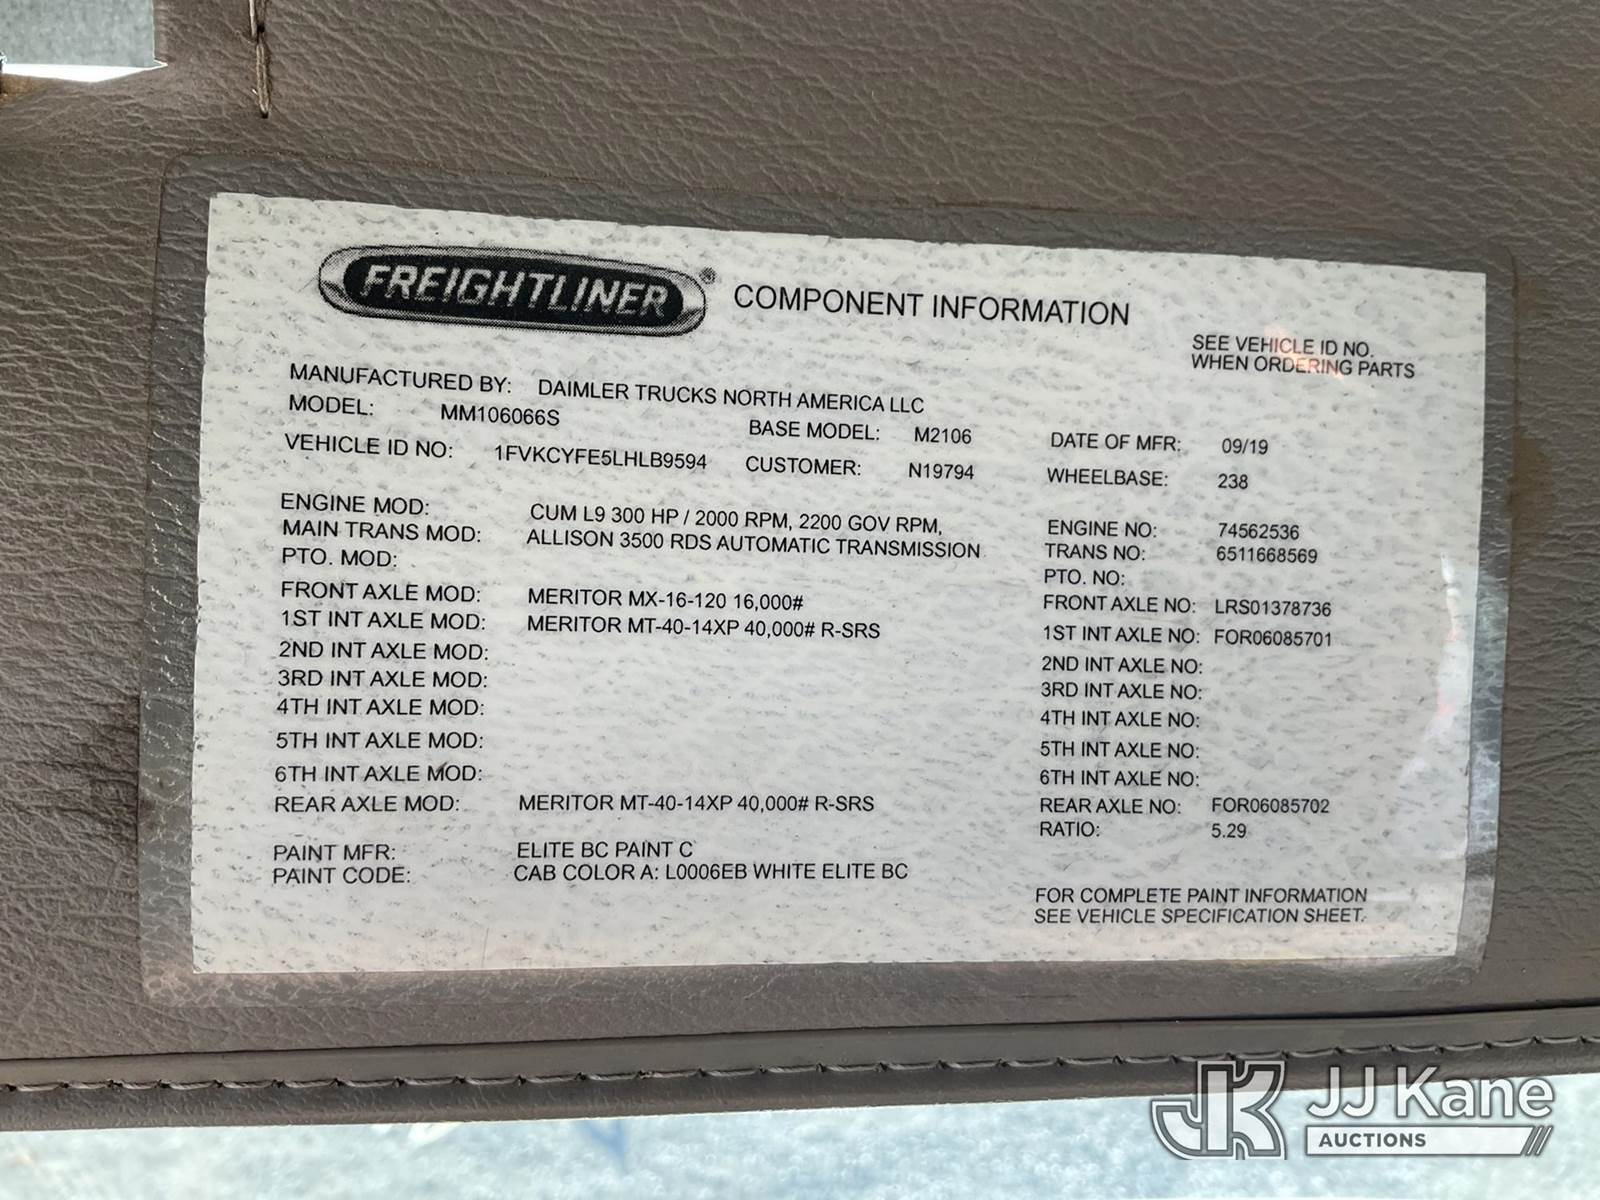 FREIGHTLINER® COMPONENT INFORMATION
SEE VEHICLE ID NO.
WHEN ORDERING PARTS
MANUFACTURED BY: DAIMLER TRUCKS NORTH AMERICA LLC
MODEL: MM106066S BASE MODEL: M2106 DATE OF MFR: 09/19
VEHICLE ID NO: 1FVKCYFE5LHLB9594 CUSTOMER: N19794 WHEELBASE: 238
ENGINE MOD: CUM L9 300 HP / 2000 RPM, 2200 GOV RPM, ENGINE NO: 74562536
MAIN TRANS MOD: ALLISON 3500 RDS AUTOMATIC TRANSMISSION TRANS NO: 6511668569
PTO. MOD: PTO. NO:
FRONT AXLE MOD: MERITOR MX-16-120 16,000# FRONT AXLE NO: LRS01378736
1ST INT AXLE MOD: MERITOR MT-40-14XP 40,000# R-SRS 1ST INT AXLE NO: FOR06085701
2ND INT AXLE MOD: 2ND INT AXLE NO:
3RD INT AXLE MOD: 3RD INT AXLE NO:
4TH INT AXLE MOD: 4TH INT AXLE NO:
5TH INT AXLE MOD: 5TH INT AXLE NO:
6TH INT AXLE MOD: 6TH INT AXLE NO:
REAR AXLE MOD: MERITOR MT-40-14XP 40,000# R-SRS REAR AXLE NO: FOR06085702
RATIO: 5.29
PAINT MFR: ELITE BC PAINT C
PAINT CODE: CAB COLOR A: L0006EB WHITE ELITE BC
FOR COMPLETE PAINT INFORMATION
SEE VEHICLE SPECIFICATION SHEET.
JK JJ Kane
AUCTIONS